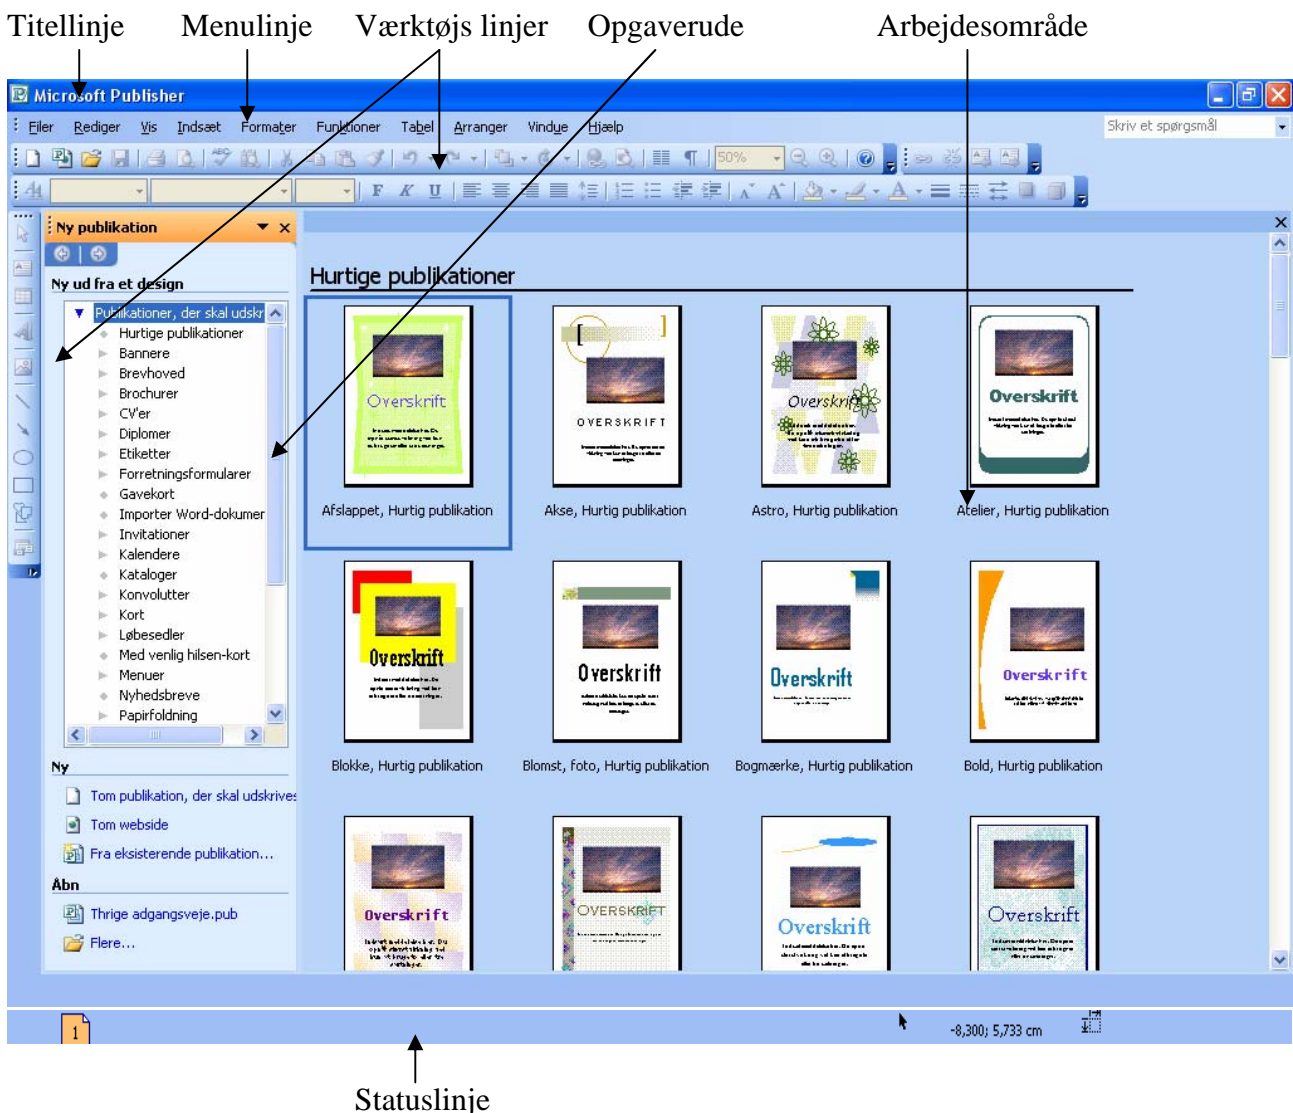 Titellinje Menulinje Værktøjs linjer Opgaverude Arbejdesområde
Microsoft Publisher
Filer Rediger Vis Indsæt Formater Funktioner Tabel Arranger Vindue Hjælp Skriv et spørgsmål
50%
F K U
Ny publikation
Ny ud fra et design
Publikationer, der skal udskr
Hurtige publikationer
Bannere
Brevhoved
Brochurer
CV'er
Diplomer
Etiketter
Forretningsformularer
Gavekort
Importer Word-dokumer
Invitationer
Kalendere
Kataloger
Konvolutter
Kort
Løbesedler
Med venlig hilsen-kort
Menuer
Nyhedsbreve
Papirfoldning
Ny
Tom publikation, der skal udskrives
Tom webside
Fra eksisterende publikation...
Åbn
Thrige adgangsveje.pub
Flere...
Hurtige publikationer
Overskrift
OVERSKRIFT
Overskrift
Overskrift
Afslappet, Hurtig publikation
Akse, Hurtig publikation
Astro, Hurtig publikation
Atelier, Hurtig publikation
Overskrift
Overskrift
Overskrift
Overskrift
Blokke, Hurtig publikation
Blomst, foto, Hurtig publikation
Bogmærke, Hurtig publikation
Bold, Hurtig publikation
Overskrift
OVERSKRIFT
Overskrift
Overskrift
1
-8,300; 5,733 cm
Statuslinje